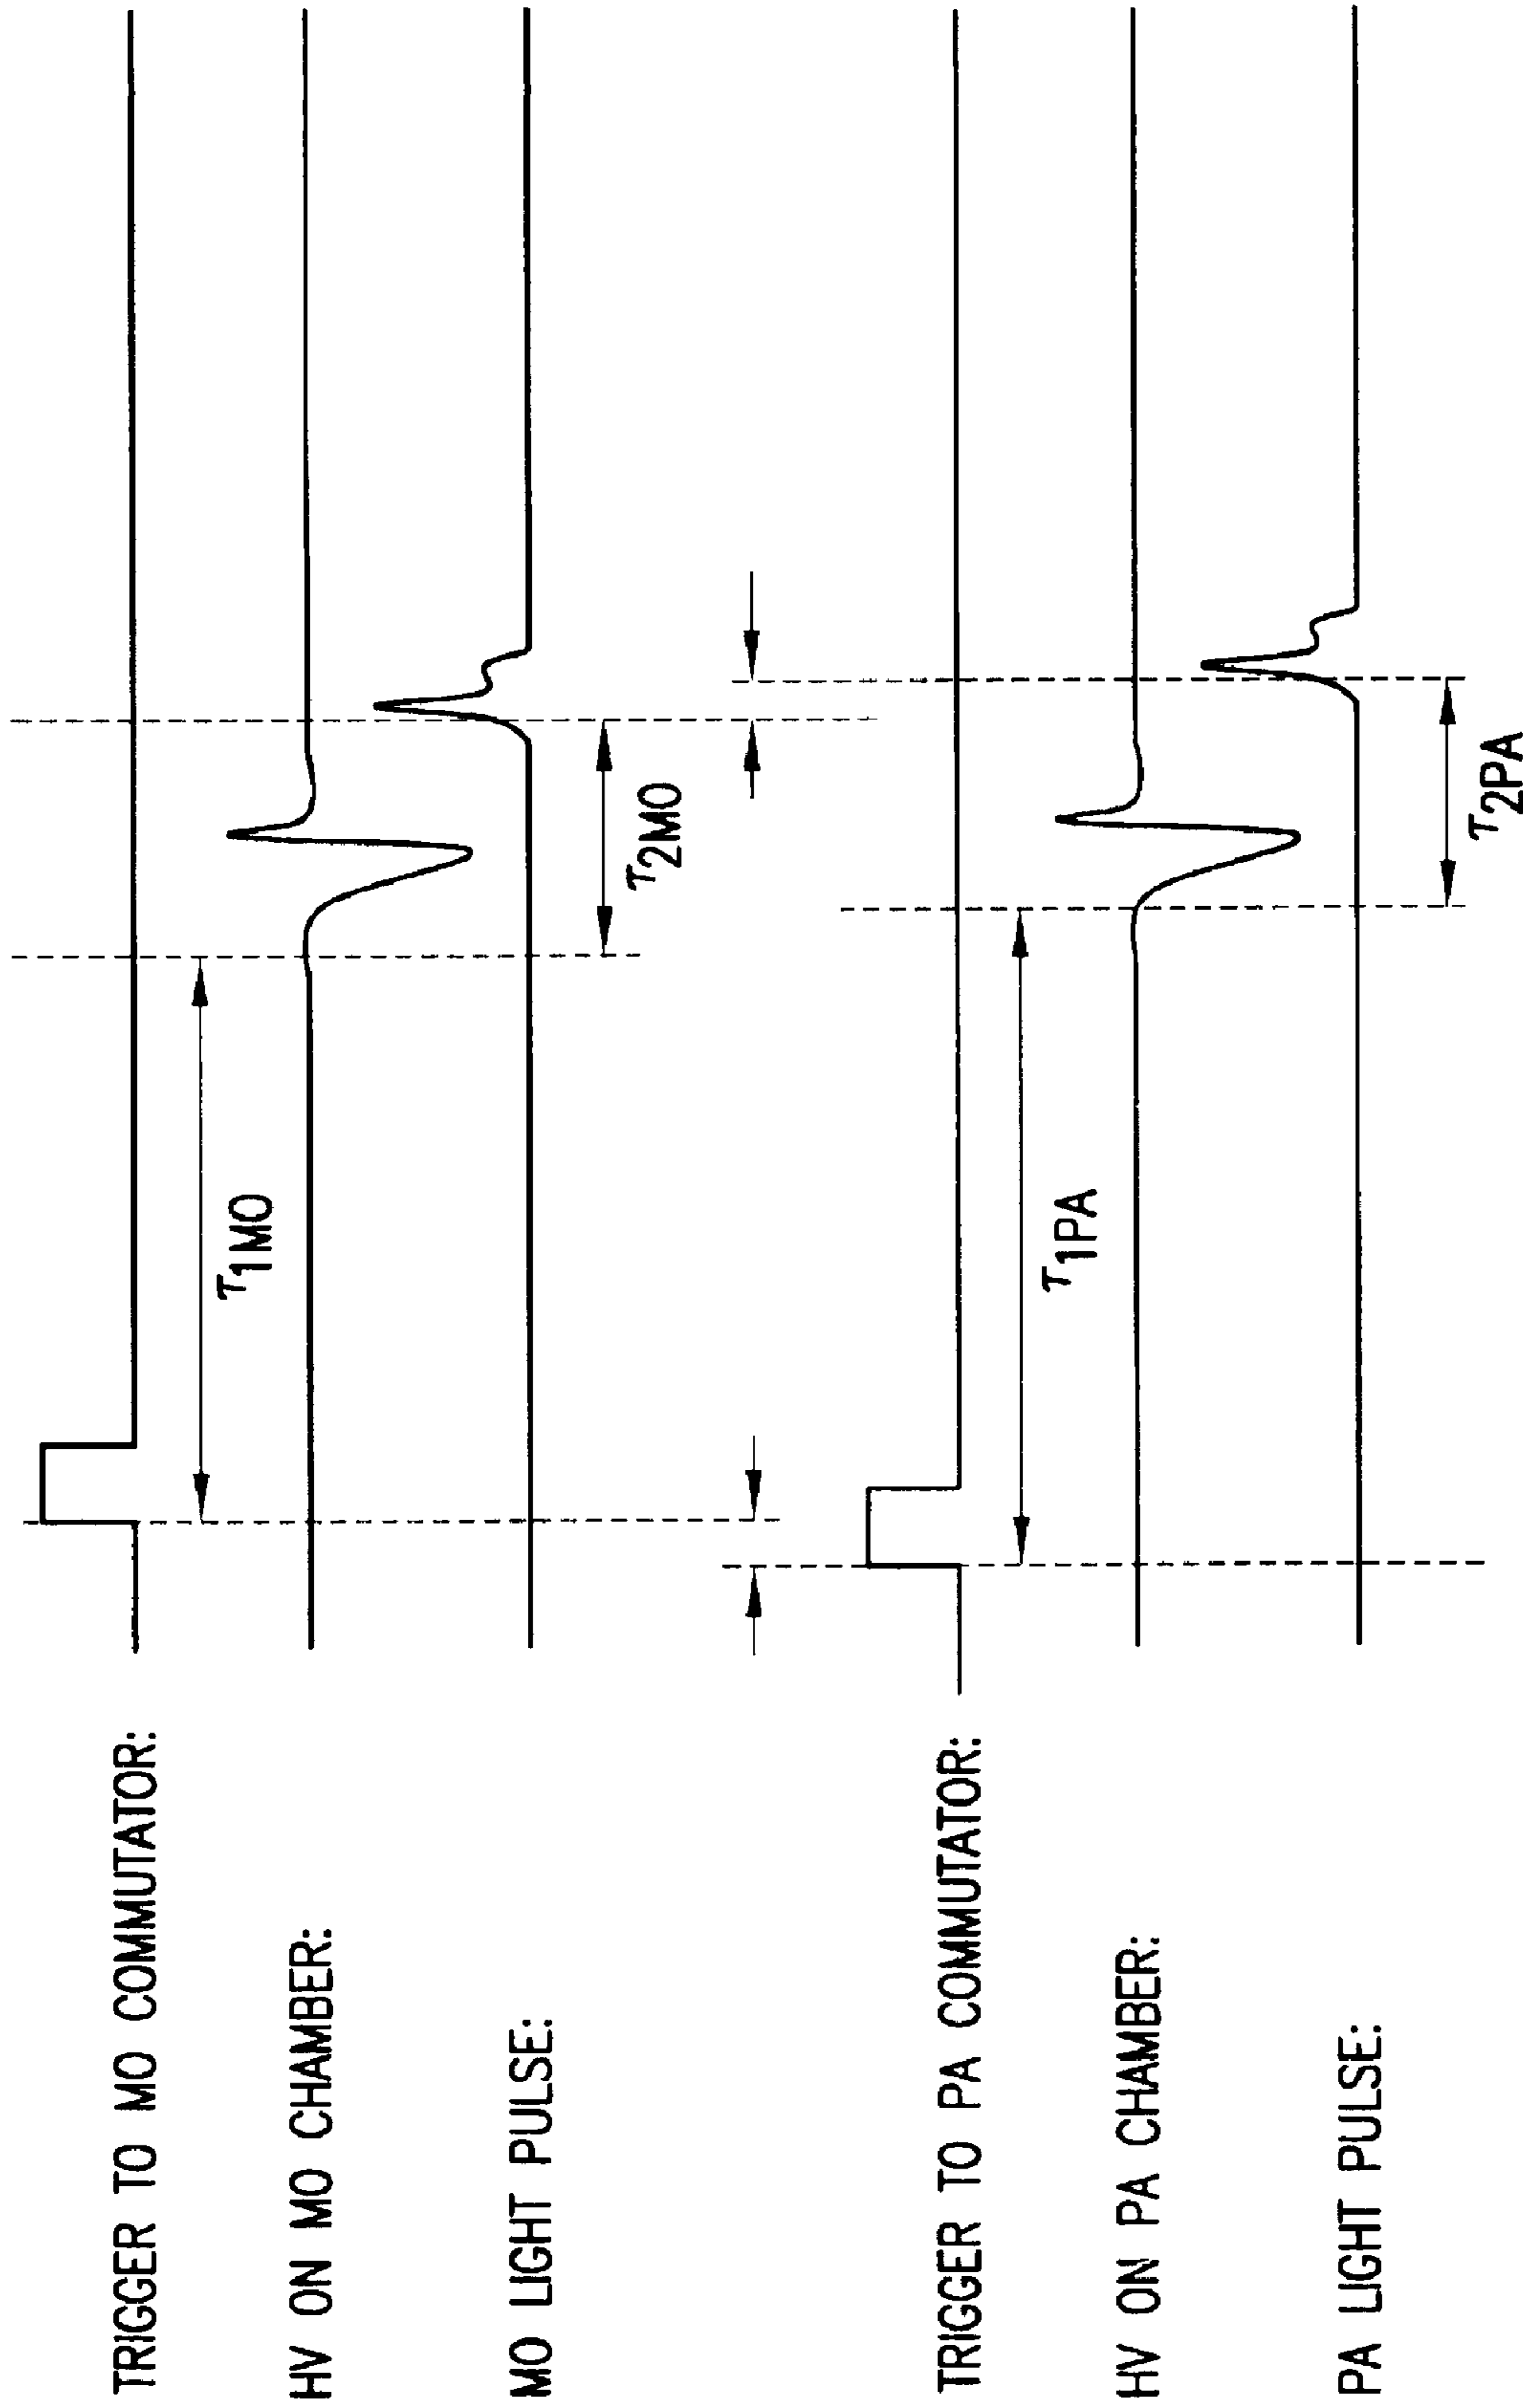 TRIGGER TO MO COMMUTATOR:
τ1MO
HV ON MO CHAMBER:
MO LIGHT PULSE:
τ2MO
TRIGGER TO PA COMMUTATOR:
τ1PA
HV ON PA CHAMBER:
PA LIGHT PULSE:
τ2PA